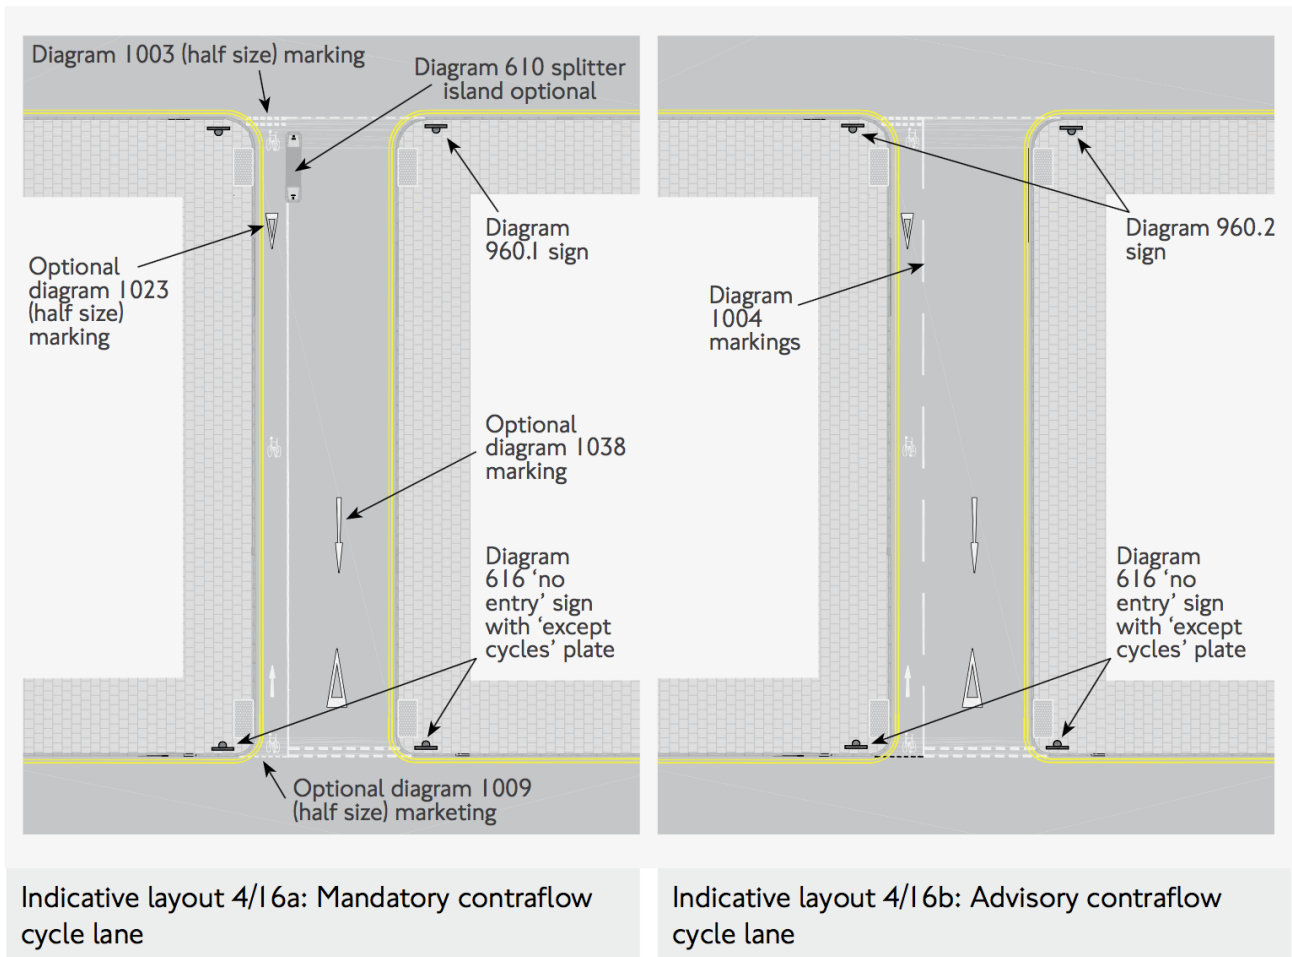 Diagram 1003 (half size) marking
Diagram 610 splitter
island optional
Diagram
960.1 sign
Optional
diagram 1023
(half size)
marking
Optional
diagram 1038
marking
Diagram
616 ‘no
entry’ sign
with ‘except
cycles’ plate
Optional diagram 1009
(half size) marketing
Diagram 960.2
sign
Diagram
1004
markings
Diagram
616 ‘no
entry’ sign
with ‘except
cycles’ plate
Indicative layout 4/16a: Mandatory contraflow
cycle lane
Indicative layout 4/16b: Advisory contraflow
cycle lane